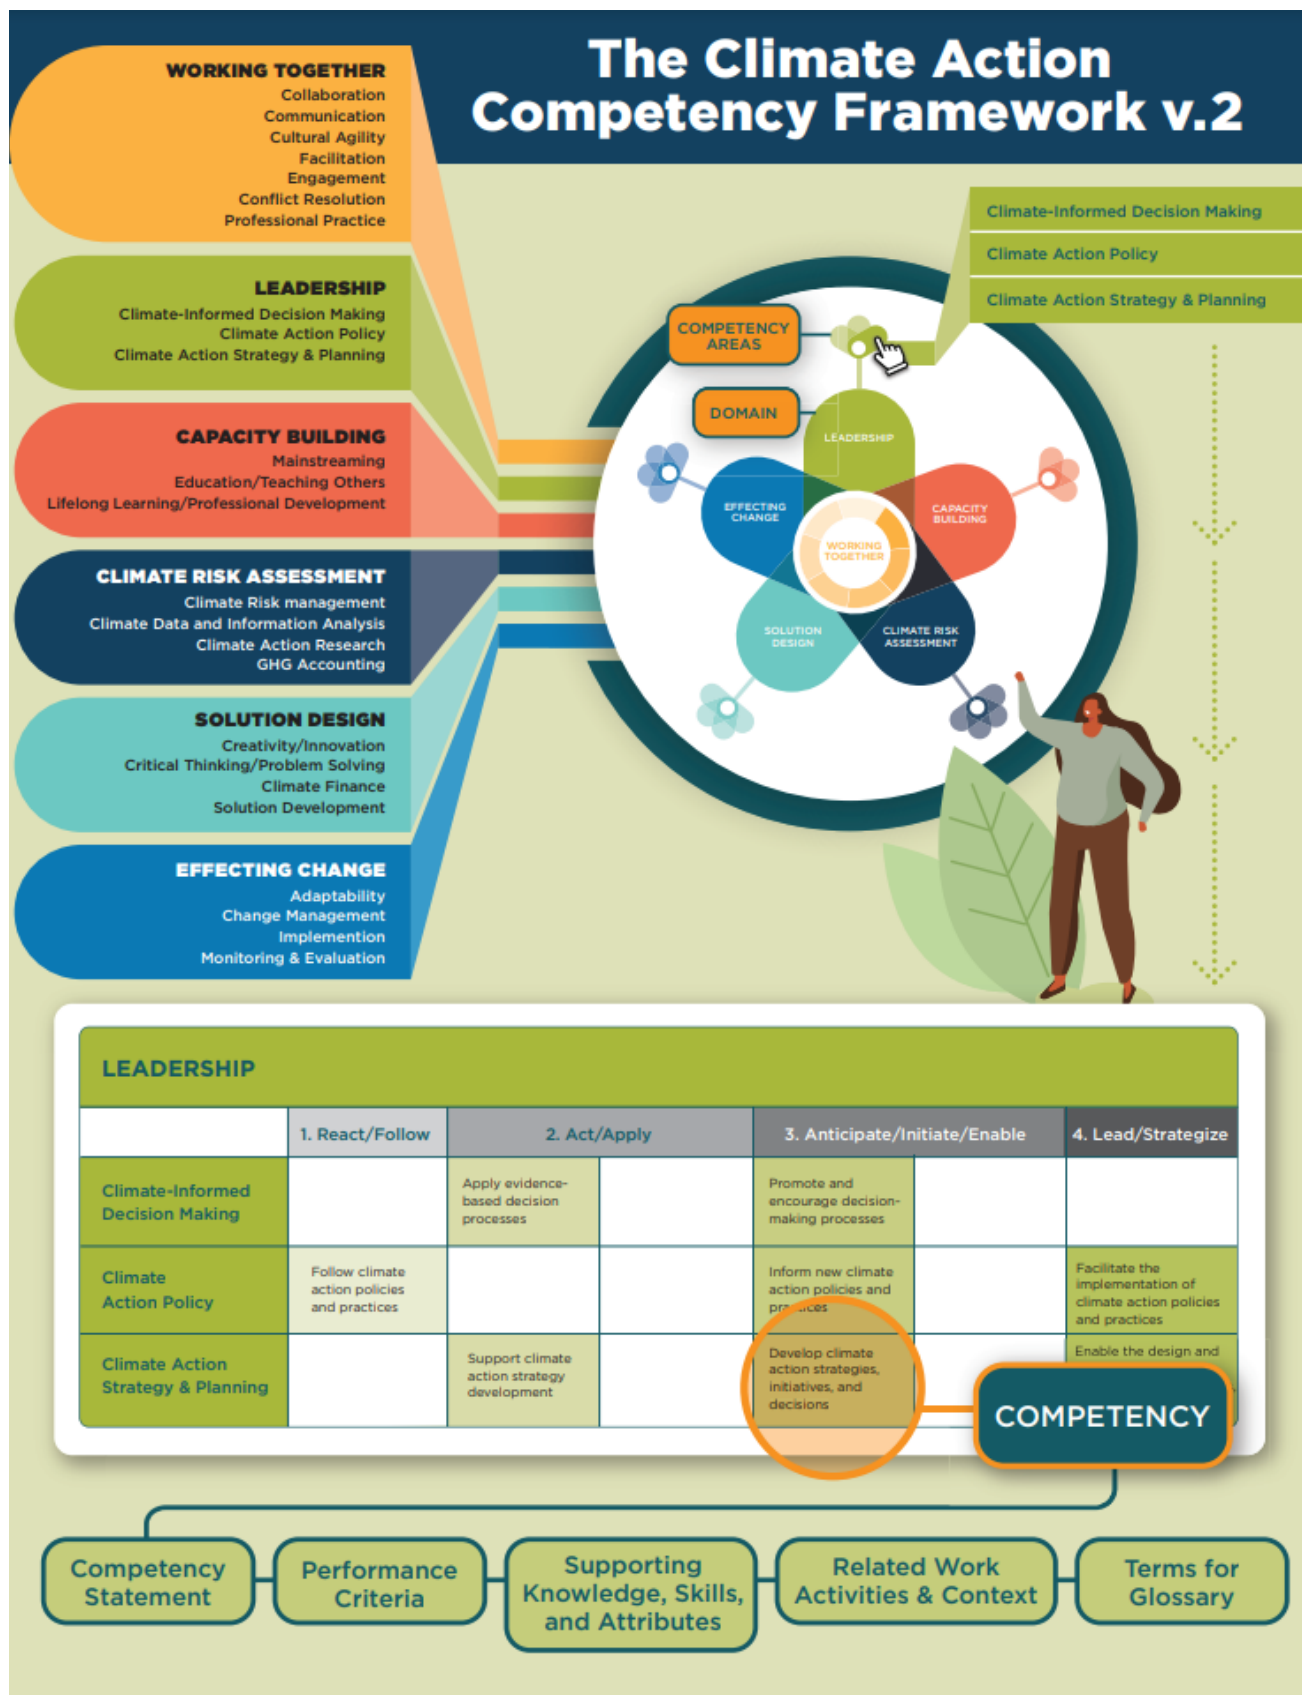 The Climate Action
Competency Framework v.2
WORKING TOGETHER
Collaboration
Communication
Cultural Agility
Facilitation
Engagement
Conflict Resolution
Professional Practice
LEADERSHIP
Climate-Informed Decision Making
Climate Action Policy
Climate Action Strategy & Planning
CAPACITY BUILDING
Mainstreaming
Education/Teaching Others
Lifelong Learning/Professional Development
CLIMATE RISK ASSESSMENT
Climate Risk management
Climate Data and Information Analysis
Climate Action Research
GHG Accounting
SOLUTION DESIGN
Creativity/Innovation
Critical Thinking/Problem Solving
Climate Finance
Solution Development
EFFECTING CHANGE
Adaptability
Change Management
Implemention
Monitoring & Evaluation
Climate-Informed Decision Making
Climate Action Policy
Climate Action Strategy & Planning
COMPETENCY
AREAS
DOMAIN
LEADERSHIP
EFFECTING
CHANGE
CAPACITY
BUILDING
WORKING
TOGETHER
SOLUTION
DESIGN
CLIMATE RISK
ASSESSMENT
LEADERSHIP
1. React/Follow
2. Act/Apply
3. Anticipate/Initiate/Enable
4. Lead/Strategize
Climate-Informed
Decision Making
Apply evidence-
based decision
processes
Promote and
encourage decision-
making processes
Climate
Action Policy
Follow climate
action policies
and practices
Inform new climate
action policies and
practices
Facilitate the
implementation of
climate action policies
and practices
Climate Action
Strategy & Planning
Support climate
action strategy
development
Develop climate
action strategies,
initiatives, and
decisions
Enable the design and
COMPETENCY
Competency
Statement
Performance
Criteria
Supporting
Knowledge, Skills,
and Attributes
Related Work
Activities & Context
Terms for
Glossary